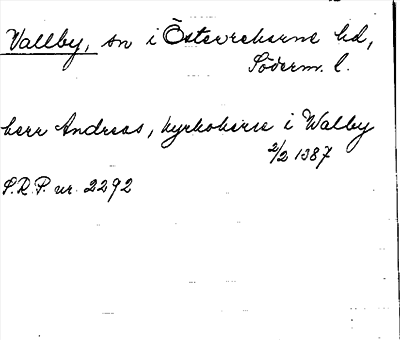 Vallby, sn i Österrekarne hd,
Söderm. l.
herr Andreas, kyrkoherre i Walby
2/2 1387
S.R.P. nr. 2292